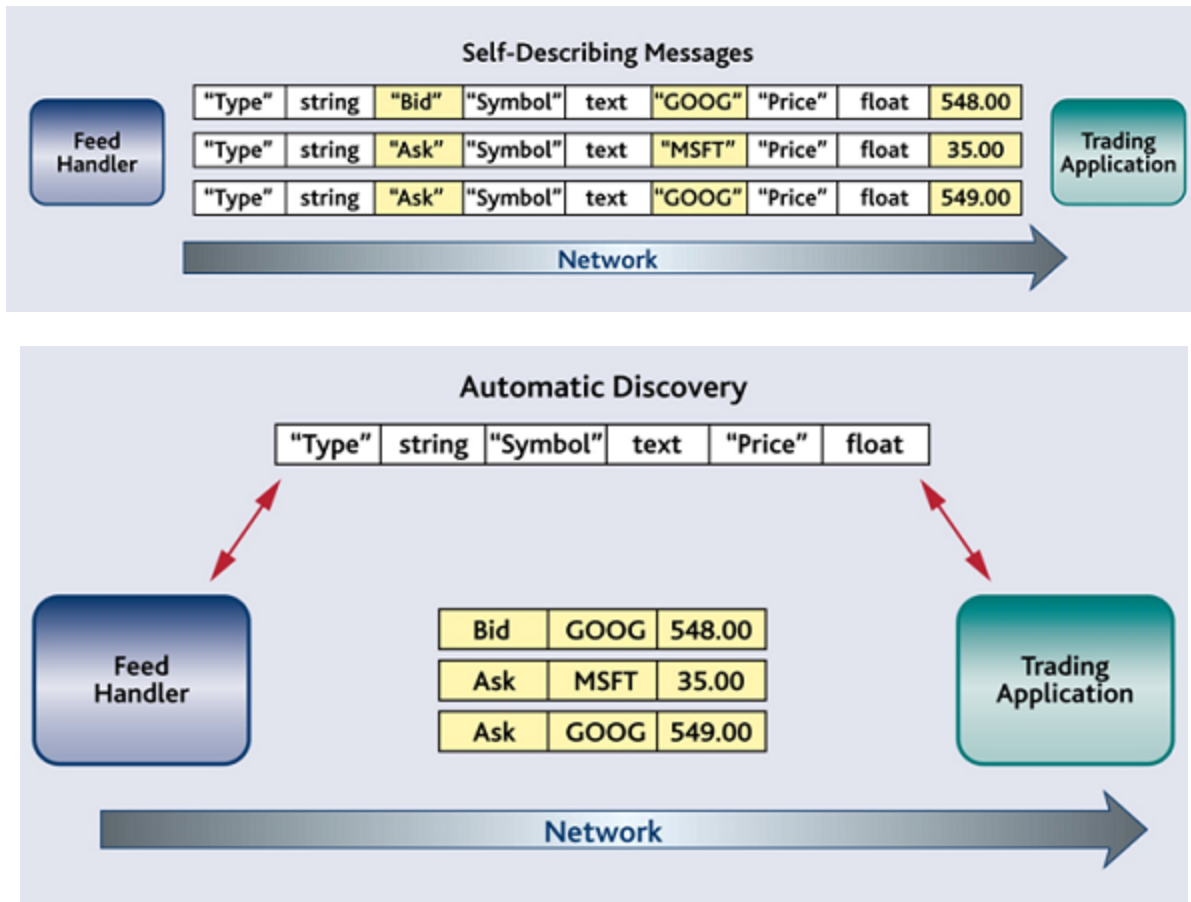 Self-Describing Messages
Feed
Handler
“Type” string “Bid” “Symbol” text “GOOG” “Price” float 548.00
“Type” string “Ask” “Symbol” text “MSFT” “Price” float 35.00
“Type” string “Ask” “Symbol” text “GOOG” “Price” float 549.00
Trading
Application
Network
Automatic Discovery
“Type” string “Symbol” text “Price” float
Feed
Handler
Bid GOOG 548.00
Ask MSFT 35.00
Ask GOOG 549.00
Trading
Application
Network